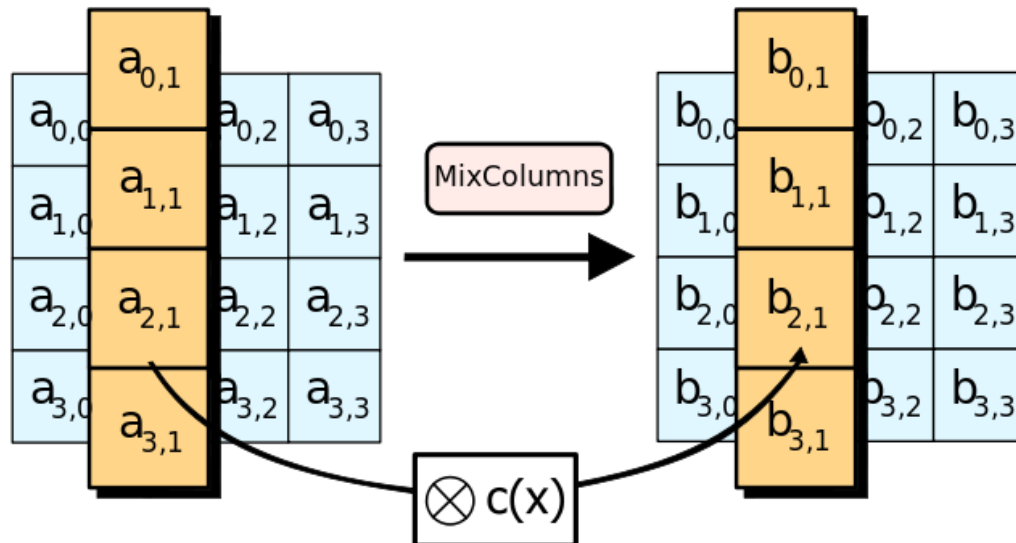 a0,1 b0,1
a0,0 a0,2 a0,3 b0,0 b0,2 b0,3
a1,1 MixColumns b1,1
a1,0 a1,2 a1,3 b1,0 b1,2 b1,3
a2,1 b2,1
a2,0 a2,2 a2,3 b2,0 b2,2 b2,3
a3,0 a3,2 a3,3 b3,0 b3,2 b3,3
a3,1 b3,1
⊗ c(x)